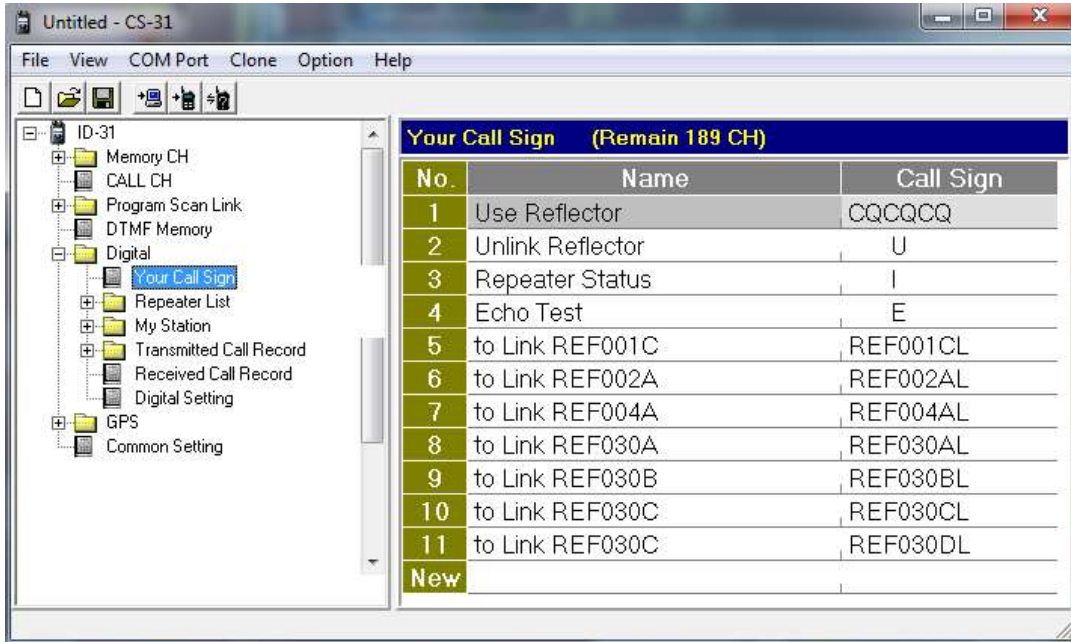 Untitled - CS-31
File View COM Port Clone Option Help
ID-31
Memory CH
CALL CH
Program Scan Link
DTMF Memory
Digital
Your Call Sign
Repeater List
My Station
Transmitted Call Record
Received Call Record
Digital Setting
GPS
Common Setting
Your Call Sign (Remain 189 CH)
No. Name Call Sign
1 Use Reflector CQCQCQ
2 Unlink Reflector U
3 Repeater Status I
4 Echo Test E
5 to Link REF001C REF001CL
6 to Link REF002A REF002AL
7 to Link REF004A REF004AL
8 to Link REF030A REF030AL
9 to Link REF030B REF030BL
10 to Link REF030C REF030CL
11 to Link REF030C REF030DL
New